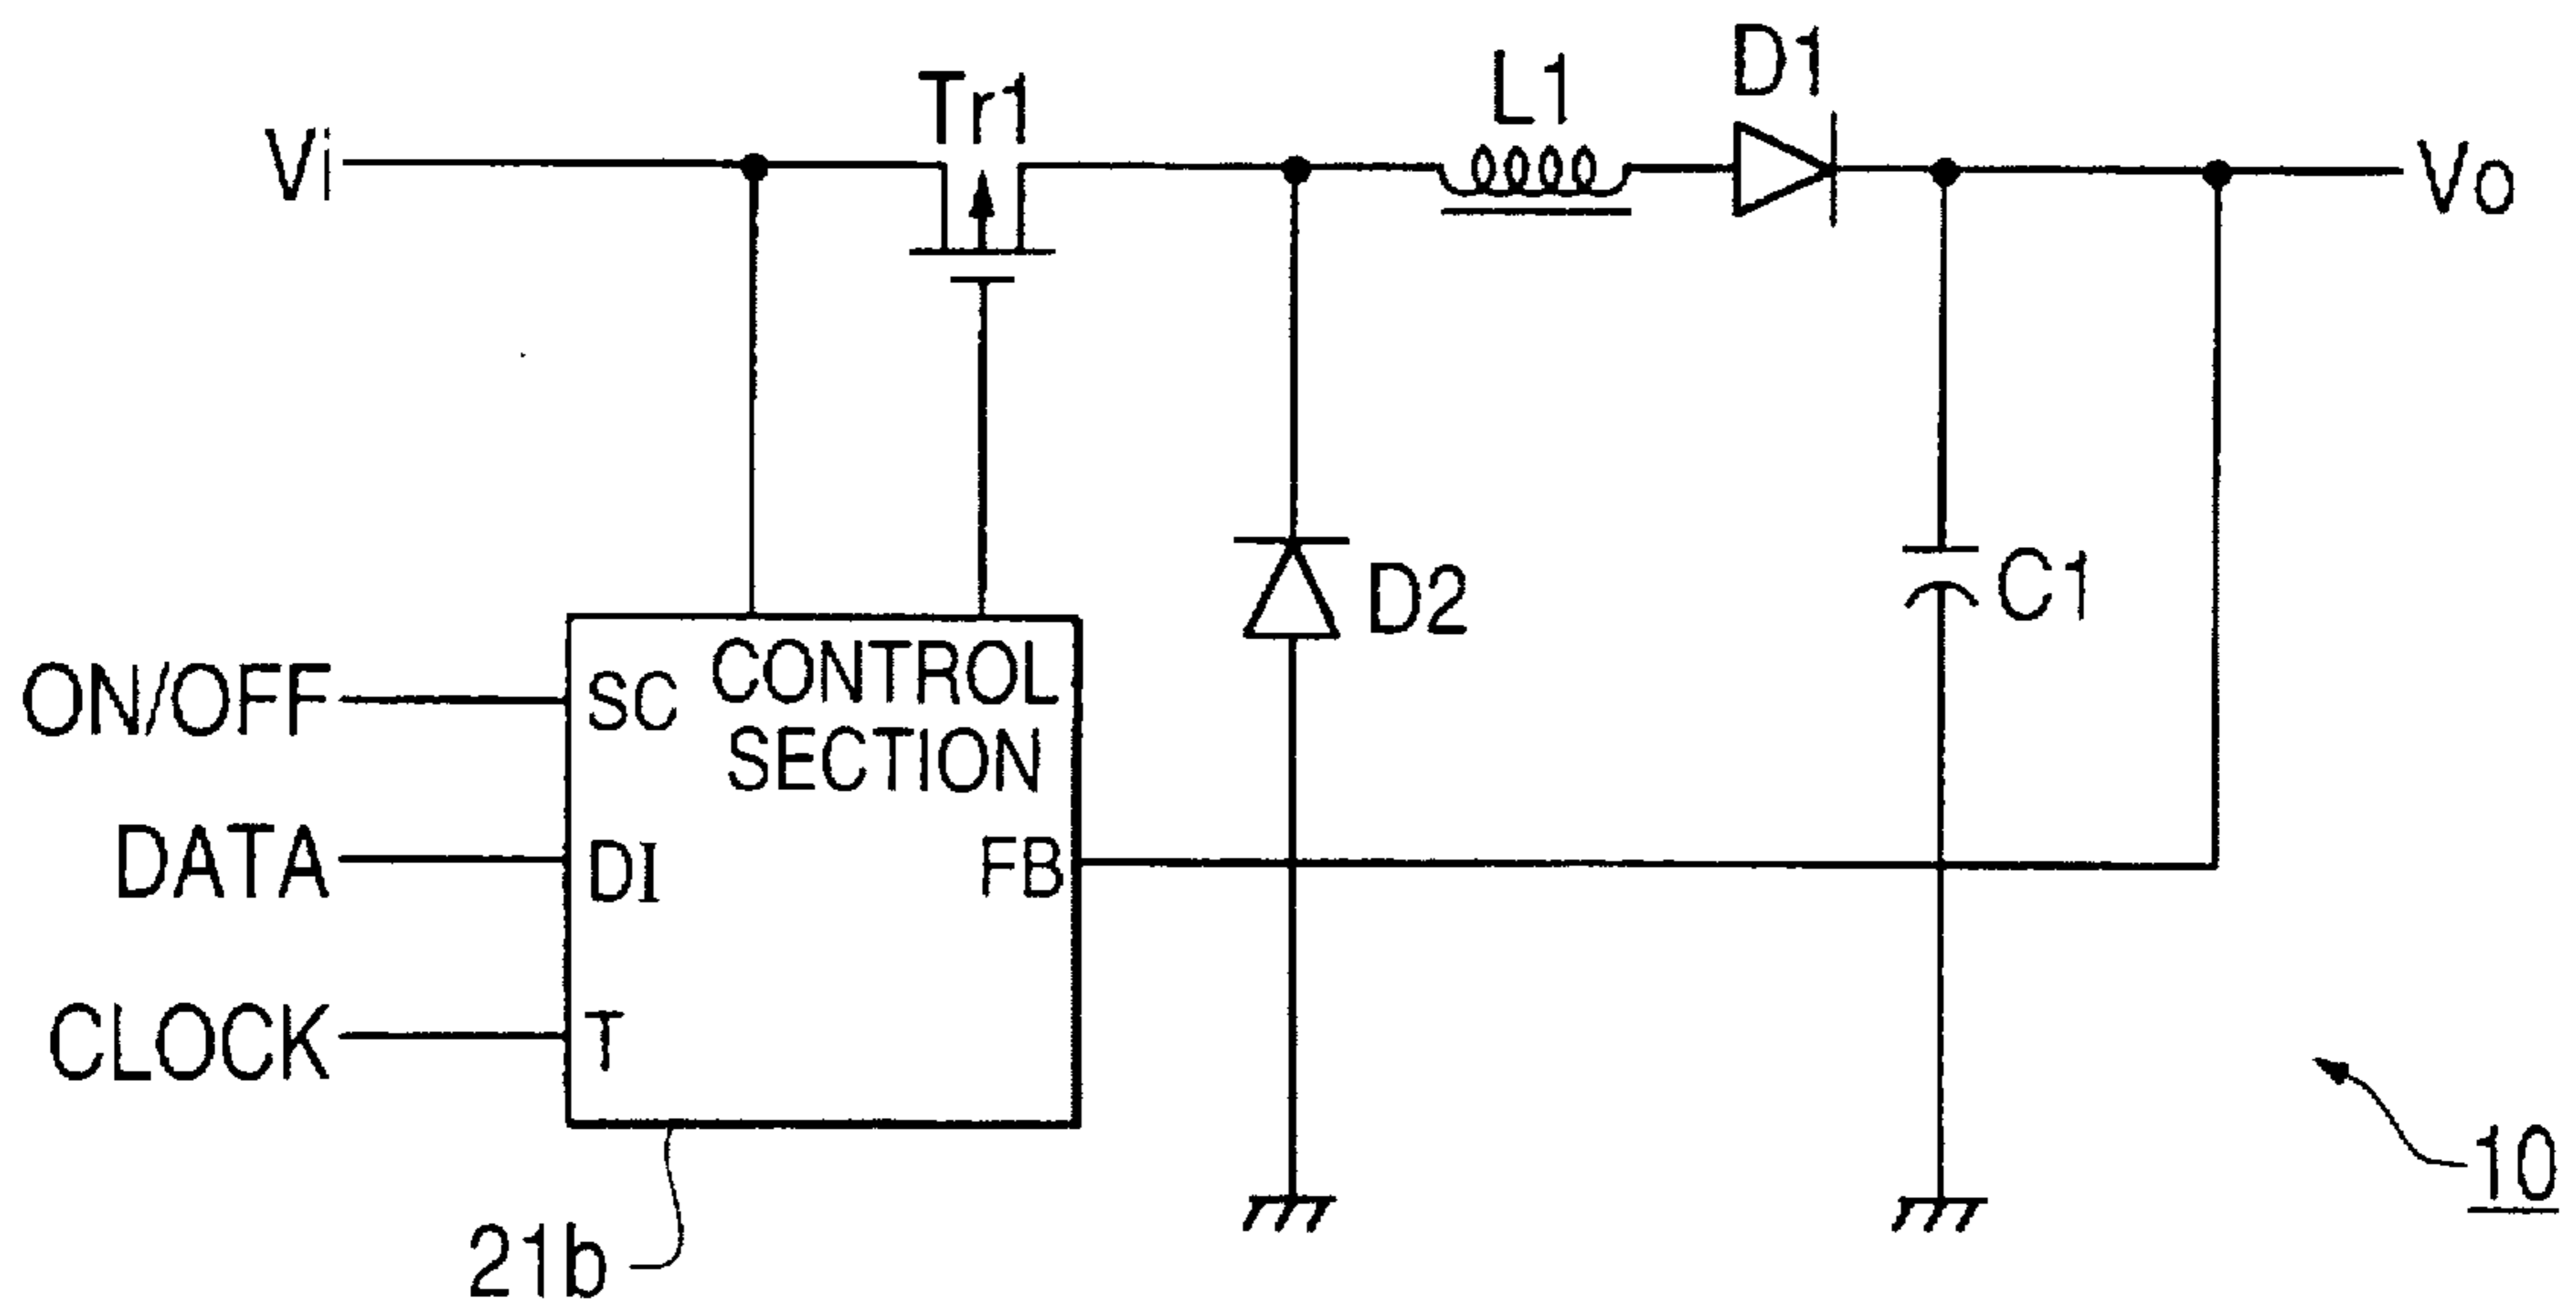 D1
L1
Tr1
Vi
Vo
D2
C1
CONTROL
SECTION
ON/OFF
SC
DATA
DI
FB
CLOCK
T
10
21b